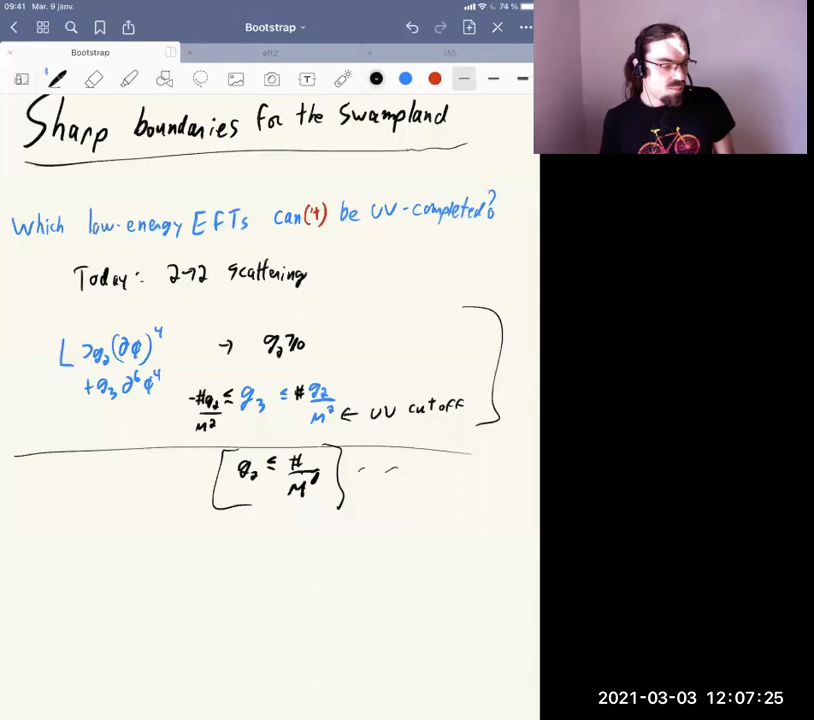 09:41 Mar. 9 janv. 74 %
Bootstrap
Bootstrap eft2 IAS
Sharp boundaries for the Swampland
Which low-energy EFTs can('t) be UV-completed?
Today: 2→2 scattering
L ⊃ g₂(∂φ)⁴ → g₂≥0
+g₃ ∂⁶φ⁴
-#g₂/M² ≤ g₃ ≤ #g₂/M² ← UV cutoff
[g₂ ≤ #/M⁴]
2021-03-03 12:07:25